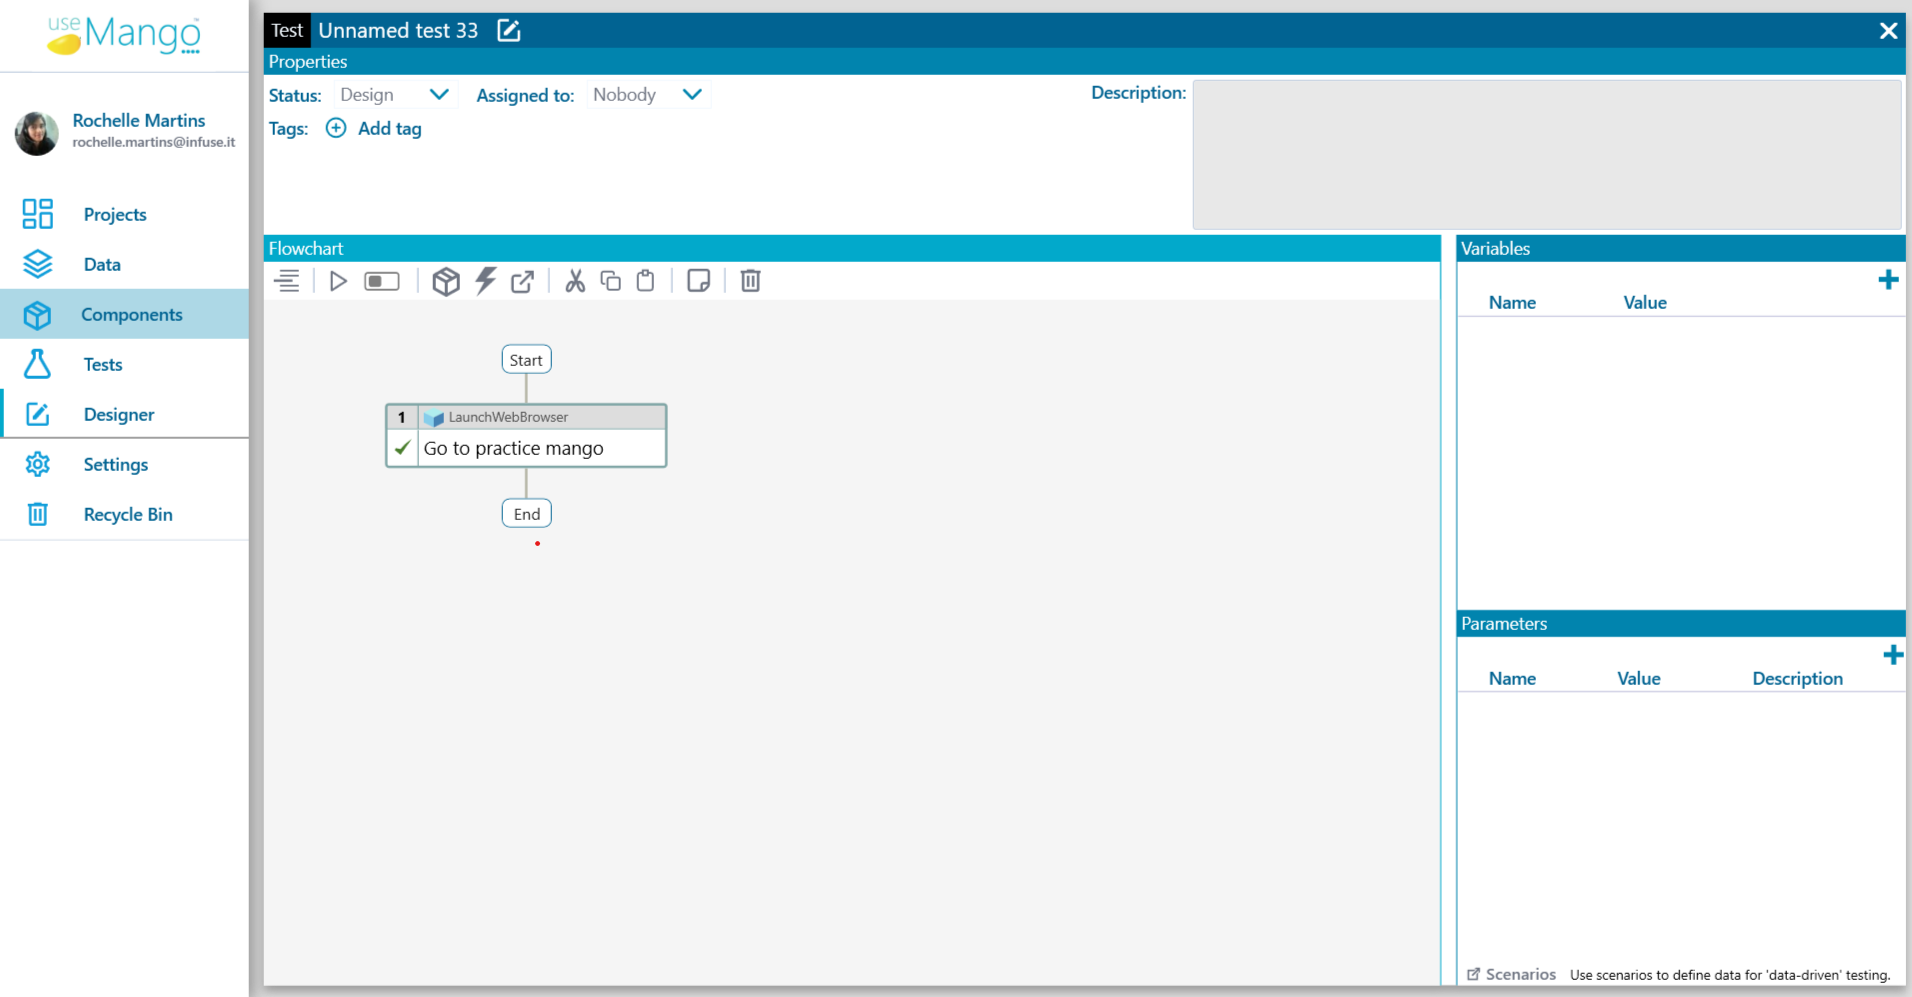 use
Mango
Rochelle Martins
rochelle.martins@infuse.it
Projects
Data
Components
Tests
Designer
Settings
Recycle Bin
Test Unnamed test 33
Properties
Status: Design Assigned to: Nobody
Description:
Tags: Add tag
Flowchart
Start
1 LaunchWebBrowser
Go to practice mango
End
Variables
Name Value
Parameters
Name Value Description
Scenarios Use scenarios to define data for 'data-driven' testing.